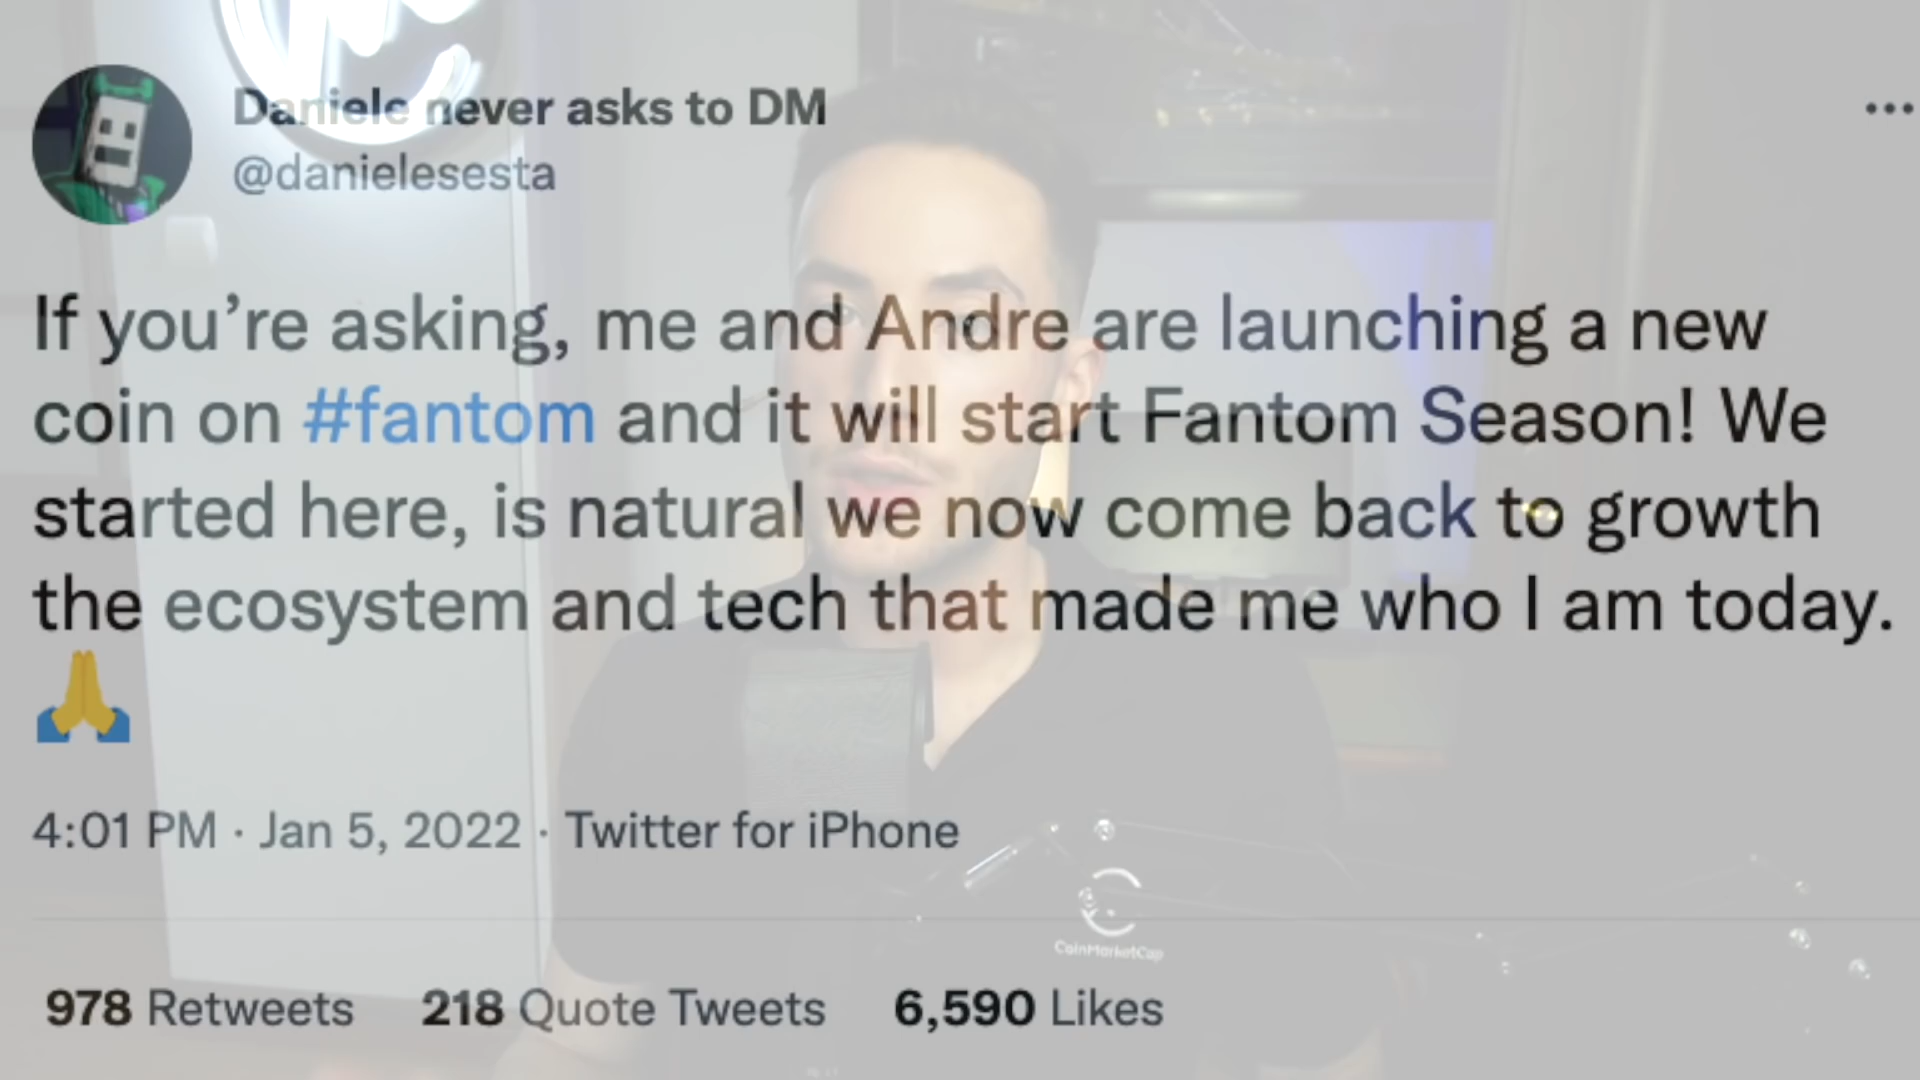 Daniele never asks to DM
@danielesesta
If you’re asking, me and Andre are launching a new
coin on #fantom and it will start Fantom Season! We
started here, is natural we now come back to growth
the ecosystem and tech that made me who I am today.
🙏
4:01 PM · Jan 5, 2022 · Twitter for iPhone
CoinMarketCap
978 Retweets 218 Quote Tweets 6,590 Likes